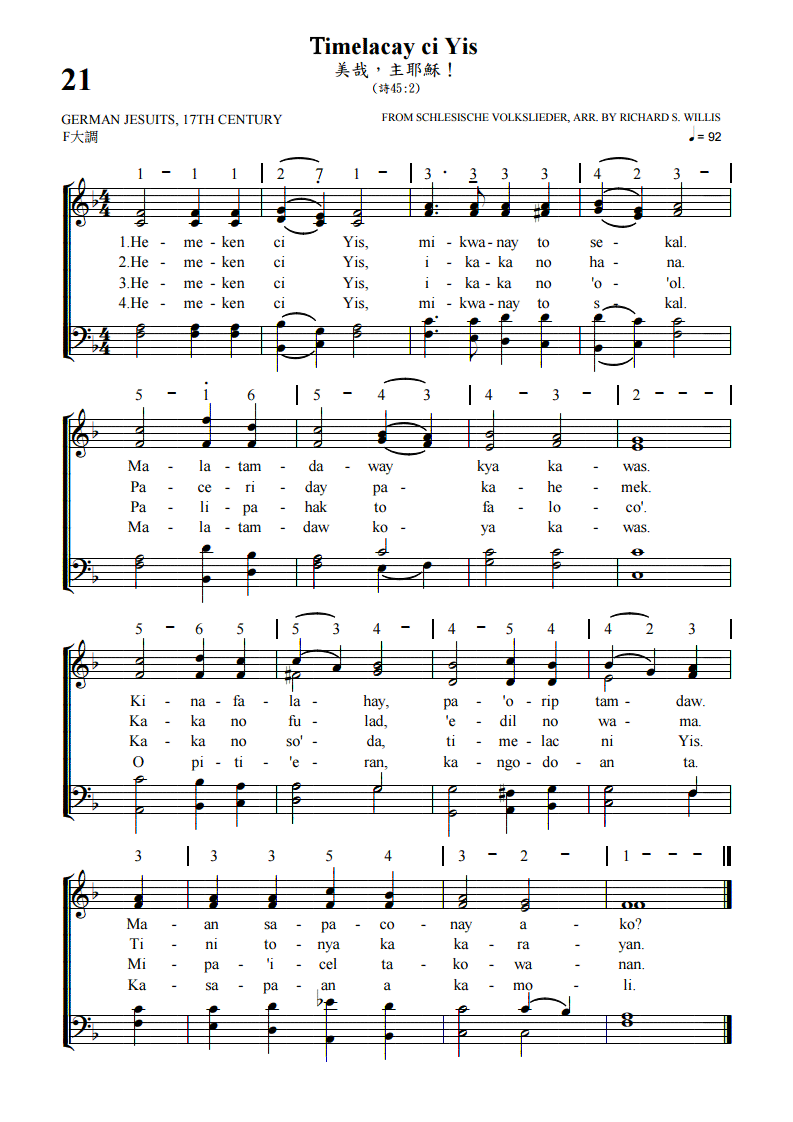 Timelacay ci Yis
美哉，主耶穌！
(詩45:2)
21
GERMAN JESUITS, 17TH CENTURY
FROM SCHLESISCHE VOLKSLIEDER, ARR. BY RICHARD S. WILLIS
F大調
♩ = 92
1 - 1 1 | 2 7̣ 1 - | 3 · 3 3 3 | 4 2 3 - |
1.He - me - ken ci Yis, mi - kwa - nay to se - kal.
2.He - me - ken ci Yis, i - ka - ka no ha - na.
3.He - me - ken ci Yis, i - ka - ka no 'o' - 'ol.
4.He - me - ken ci Yis, mi - kwa - nay to s - kal.
5 - 1̇ 6 | 5 - 4 3 | 4 - 3 - | 2 - - - |
Ma - la - tam - da - way kya ka - was.
Pa - ce - ri - day pa - ka - he - mek.
Pa - li - pa - hak to fa - lo - co'.
Ma - la - tam - daw ko - ya ka - was.
5 - 6 5 | 5 3 4 - | 4 - 5 4 | 4 2 3 |
Ki - na - fa - la - hay, pa - 'o - rip tam - daw.
Ka - ka no fu - lad, 'e - dil no wa - ma.
Ka - ka no so' - da, ti - me - lac ni Yis.
O pi - ti - 'e - ran, ka - ngo - do - an ta.
3 | 3 3 5 4 | 3 - 2 - | 1 - - - ||
Ma - an sa - pa - co - nay a - ko?
Ti - ni to - nya ka ka - ra - yan.
Mi - pa - 'i - cel ta - ko - wa - nan.
Ka - sa - pa - an a ka - mo - li.